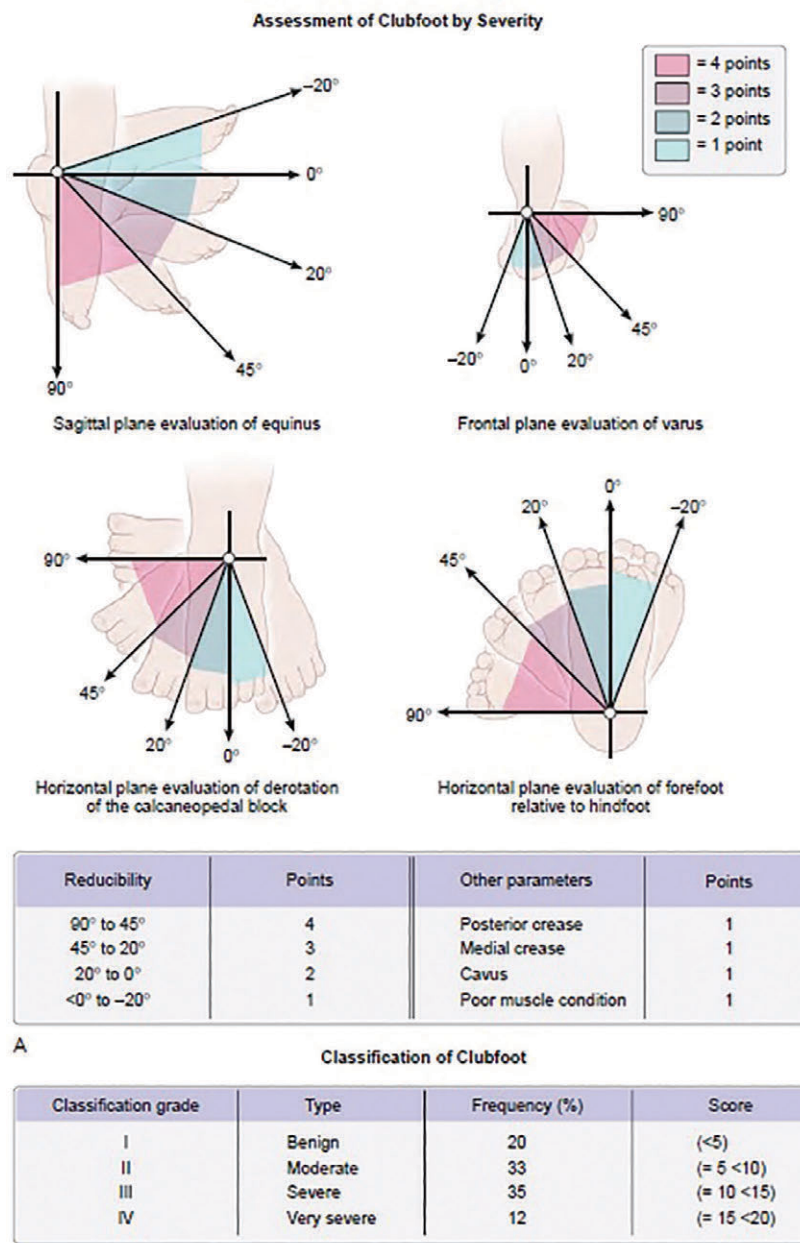 Assessment of Clubfoot by Severity
= 4 points
= 3 points
= 2 points
= 1 point
–20°
0°
20°
45°
90°
Sagittal plane evaluation of equinus
90°
45°
20°
0°
–20°
Frontal plane evaluation of varus
90°
45°
20°
0°
–20°
Horizontal plane evaluation of derotation
of the calcaneopedal block
0°
20°
–20°
45°
90°
Horizontal plane evaluation of forefoot
relative to hindfoot
Reducibility Points Other parameters Points
90° to 45° 4 Posterior crease 1
45° to 20° 3 Medial crease 1
20° to 0° 2 Cavus 1
<0° to –20° 1 Poor muscle condition 1
A
Classification of Clubfoot
Classification grade Type Frequency (%) Score
I Benign 20 (<5)
II Moderate 33 (= 5 <10)
III Severe 35 (= 10 <15)
IV Very severe 12 (= 15 <20)